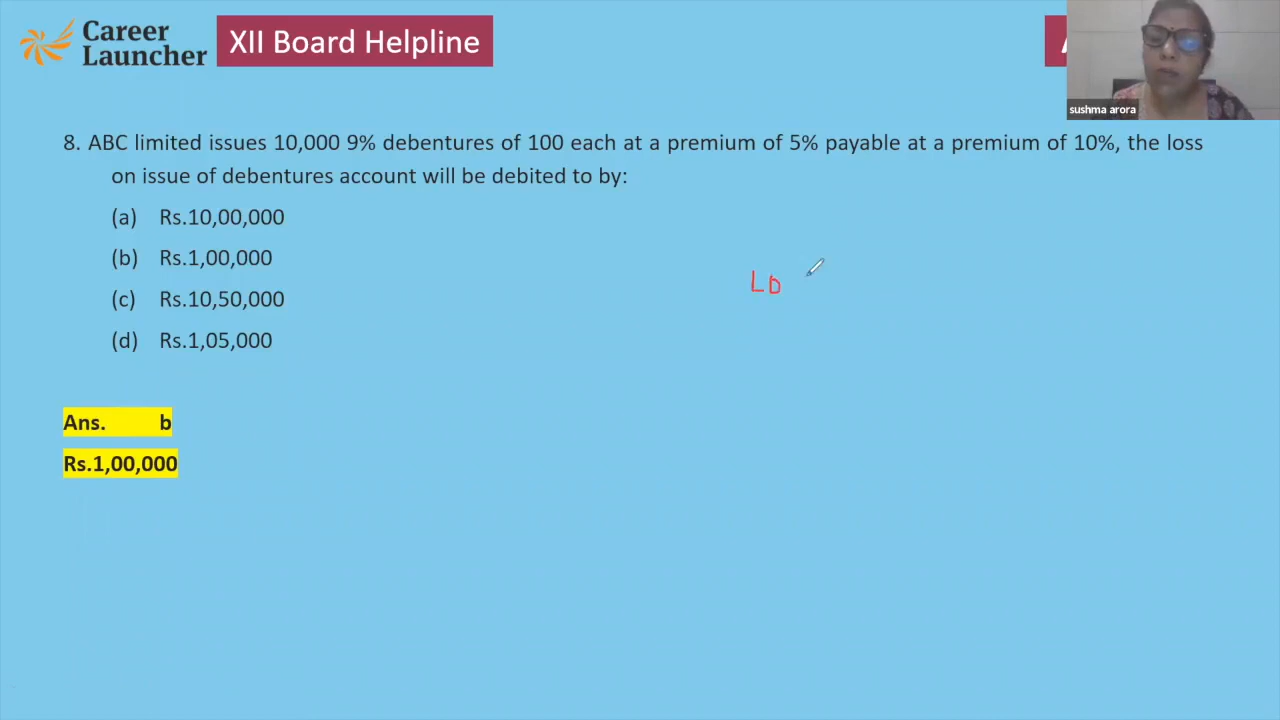 Career
Launcher
XII Board Helpline
sushma arora
8. ABC limited issues 10,000 9% debentures of 100 each at a premium of 5% payable at a premium of 10%, the loss
on issue of debentures account will be debited to by:
(a) Rs.10,00,000
(b) Rs.1,00,000
(c) Rs.10,50,000
(d) Rs.1,05,000
LD
Ans. b
Rs.1,00,000